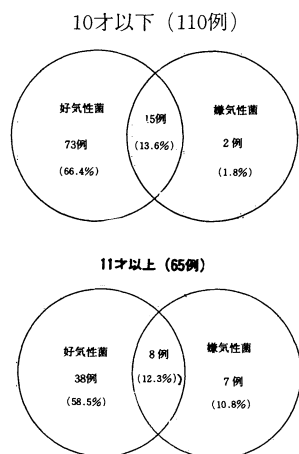 10才以下 (110例)
好気性菌
73例
(66.4%)
15例
(13.6%)
嫌気性菌
2例
(1.8%)
11才以上 (65例)
好気性菌
38例
(58.5%)
8例
(12.3%)
嫌気性菌
7例
(10.8%)